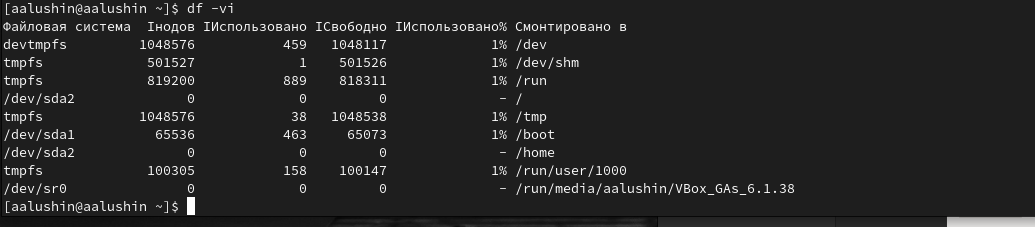 [aalushin@aalushin ~]$ df -vi
Файловая система  Iнодов IИспользовано IСвободно IИспользовано% Смонтировано в
devtmpfs         1048576           459   1048117             1% /dev
tmpfs             501527             1    501526             1% /dev/shm
tmpfs             819200           889    818311             1% /run
/dev/sda2              0             0         0              - /
tmpfs            1048576            38   1048538             1% /tmp
/dev/sda1          65536           463     65073             1% /boot
/dev/sda2              0             0         0              - /home
tmpfs             100305           158    100147             1% /run/user/1000
/dev/sr0               0             0         0              - /run/media/aalushin/VBox_GAs_6.1.38
[aalushin@aalushin ~]$